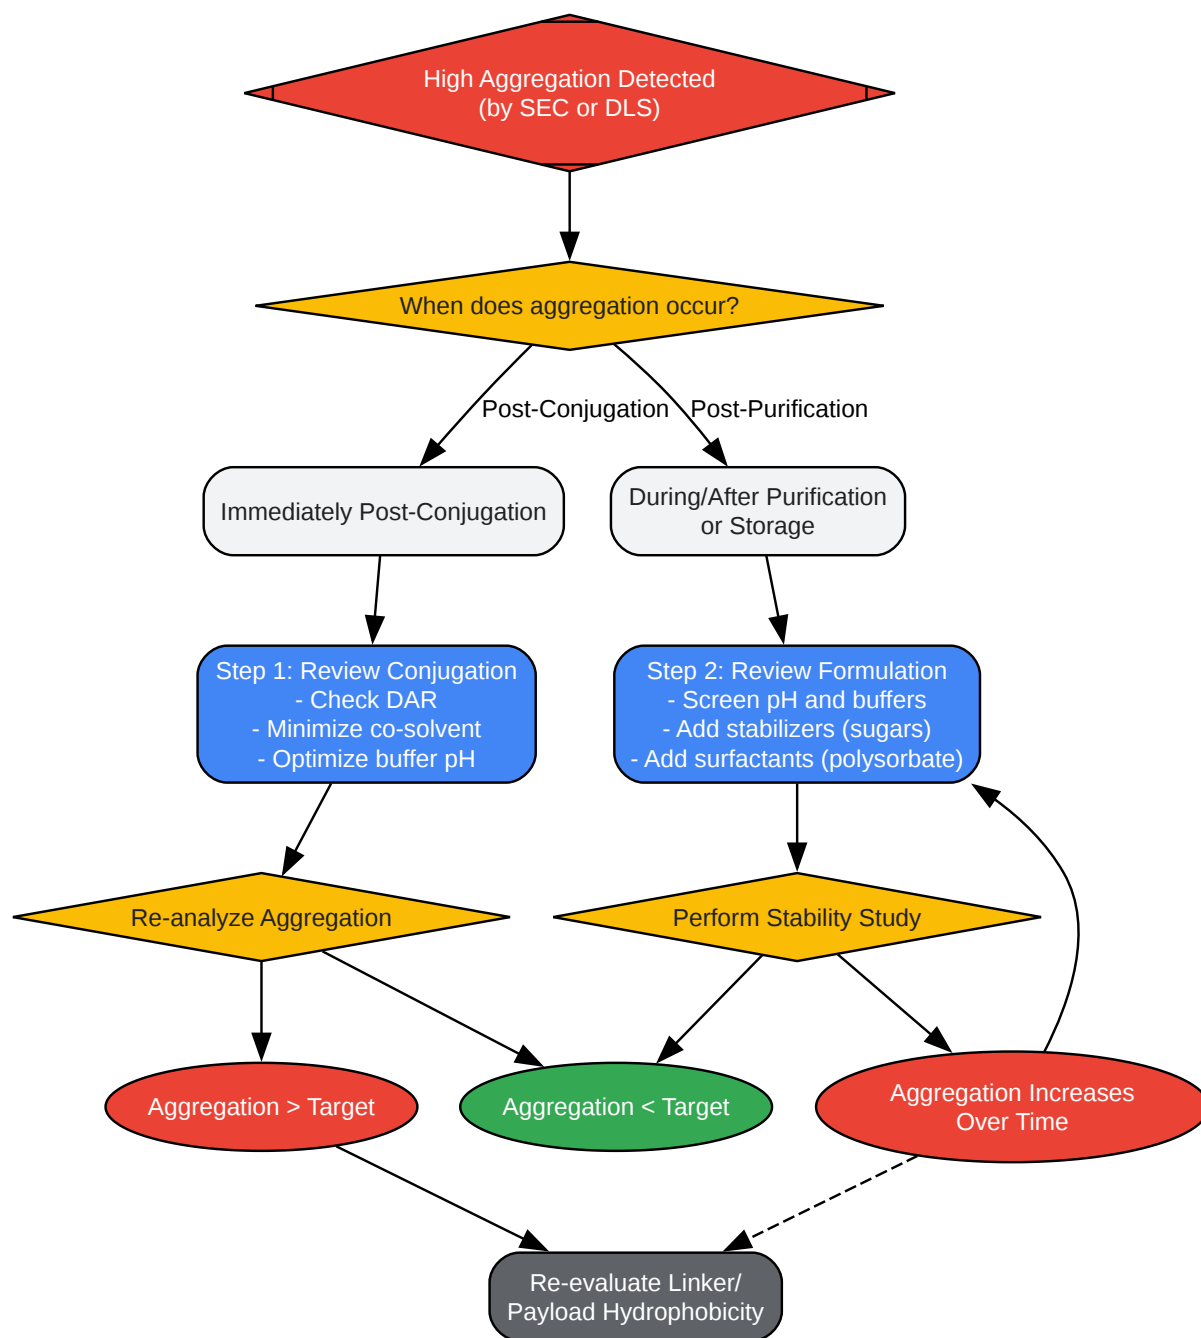 High Aggregation Detected
(by SEC or DLS)
When does aggregation occur?
Post-Conjugation
Post-Purification
Immediately Post-Conjugation
During/After Purification
or Storage
Step 1: Review Conjugation
- Check DAR
- Minimize co-solvent
- Optimize buffer pH
Step 2: Review Formulation
- Screen pH and buffers
- Add stabilizers (sugars)
- Add surfactants (polysorbate)
Re-analyze Aggregation
Perform Stability Study
Aggregation > Target
Aggregation < Target
Aggregation Increases
Over Time
Re-evaluate Linker/
Payload Hydrophobicity